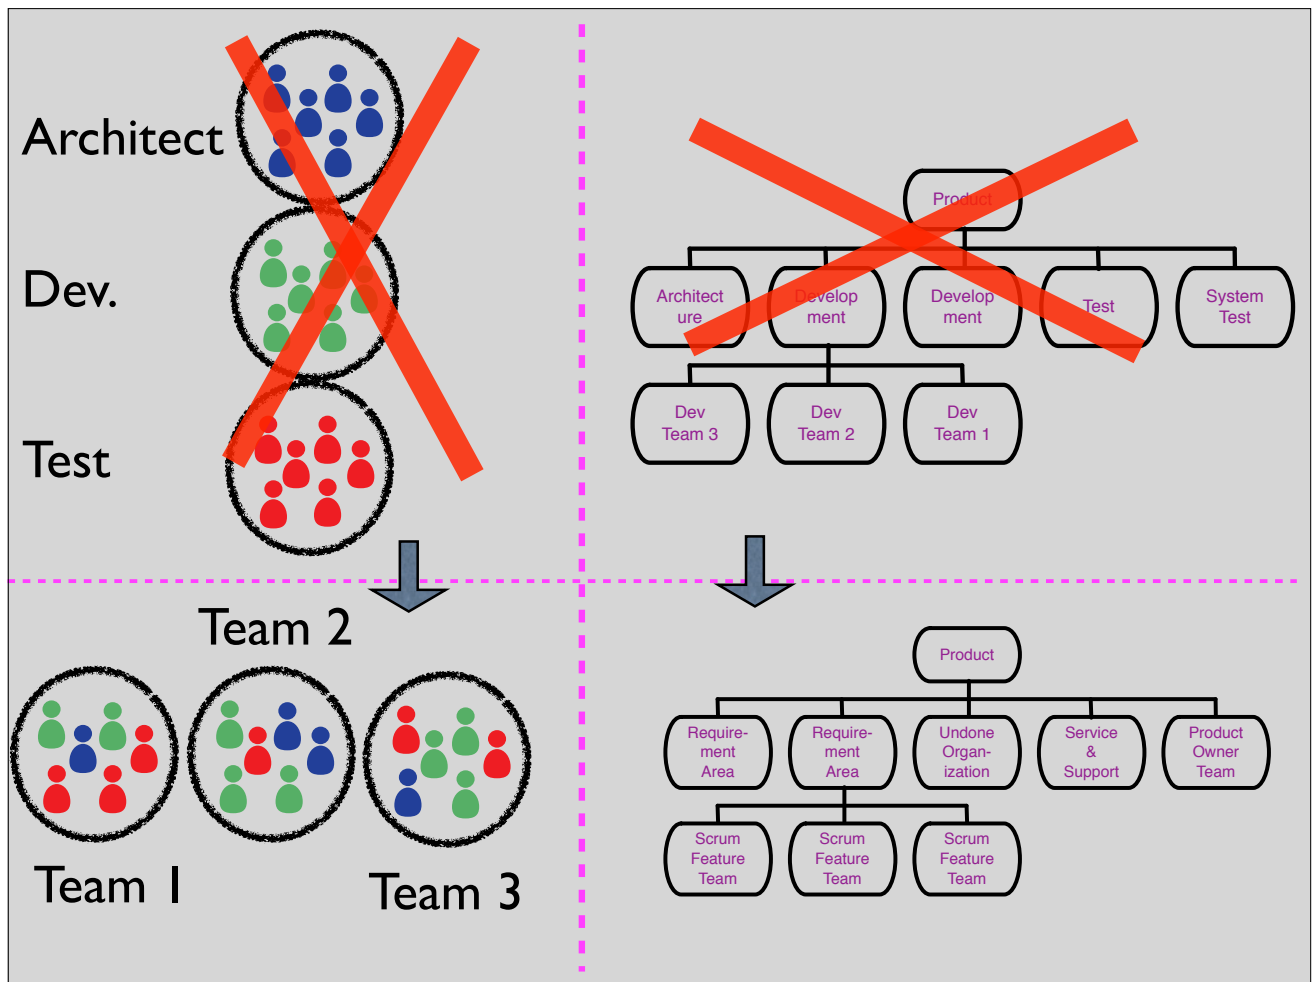 Architect
Dev.
Test
Product
Architect
ure
Develop
ment
Develop
ment
Test
System
Test
Dev
Team 3
Dev
Team 2
Dev
Team 1
Team 2
Team 1
Team 3
Product
Require-
ment
Area
Require-
ment
Area
Undone
Organ-
ization
Service
&
Support
Product
Owner
Team
Scrum
Feature
Team
Scrum
Feature
Team
Scrum
Feature
Team